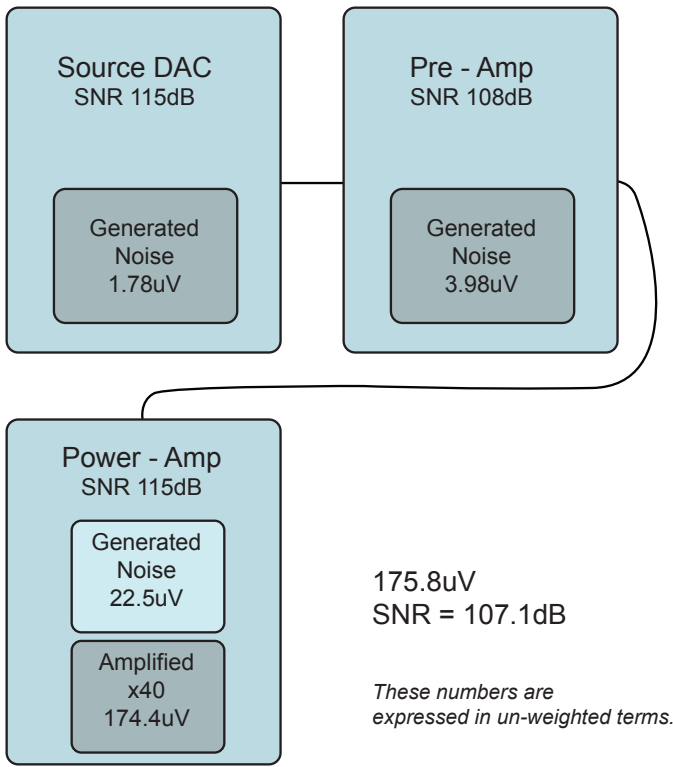 Source DAC
SNR 115dB
Generated
Noise
1.78uV
Pre - Amp
SNR 108dB
Generated
Noise
3.98uV
Power - Amp
SNR 115dB
Generated
Noise
22.5uV
Amplified
x40
174.4uV
175.8uV
SNR = 107.1dB
These numbers are
expressed in un-weighted terms.